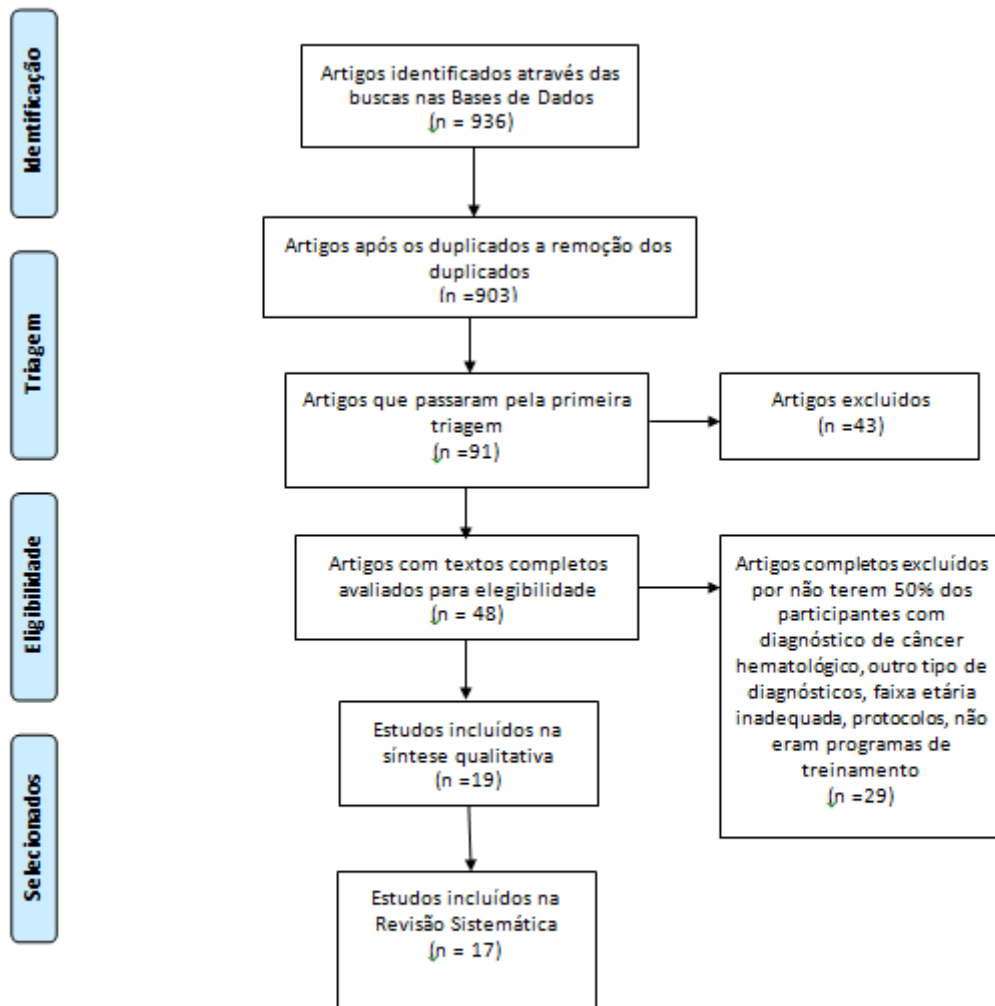 Identificação
Artigos identificados através das
buscas nas Bases de Dados
(n = 936)
Artigos após os duplicados a remoção dos
duplicados
(n =903)
Triagem
Artigos que passaram pela primeira
triagem
(n =91)
Artigos excluidos
(n =43)
Eligibilidade
Artigos com textos completos
avaliados para elegibilidade
(n = 48)
Artigos completos excluídos
por não terem 50% dos
participantes com
diagnóstico de câncer
hematológico, outro tipo de
diagnósticos, faixa etária
inadequada, protocolos, não
eram programas de
treinamento
(n =29)
Selecionados
Estudos incluídos na
síntese qualitativa
(n =19)
Estudos incluídos na
Revisão Sistemática
(n = 17)